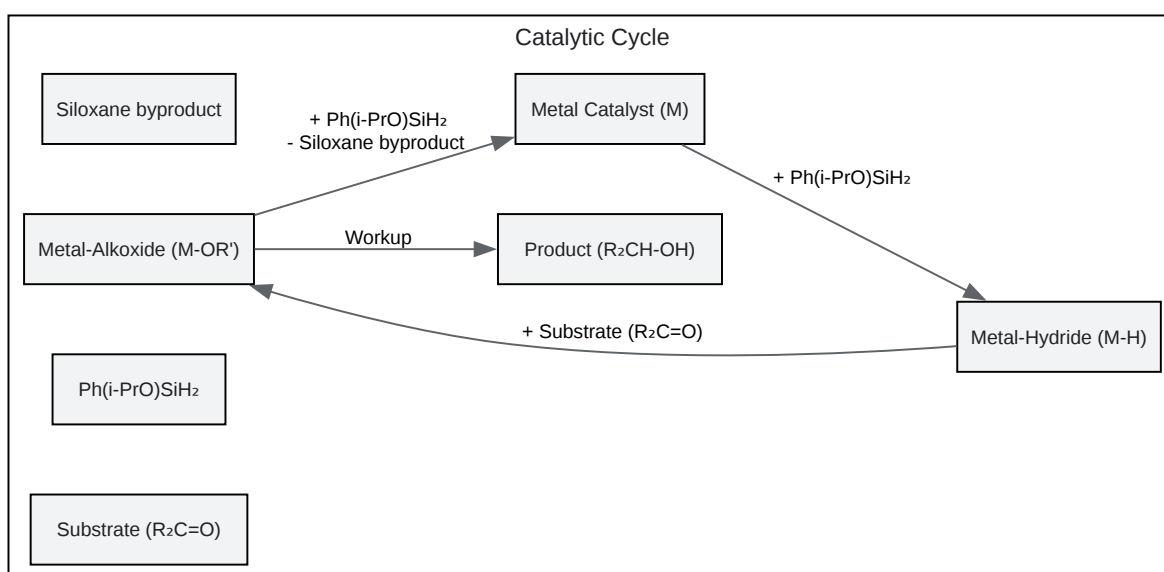 Catalytic Cycle
Siloxane byproduct
Metal Catalyst (M)
+ Ph(i-PrO)SiH₂
- Siloxane byproduct
+ Ph(i-PrO)SiH₂
Metal-Alkoxide (M-OR')
Workup
Product (R₂CH-OH)
+ Substrate (R₂C=O)
Metal-Hydride (M-H)
Ph(i-PrO)SiH₂
Substrate (R₂C=O)